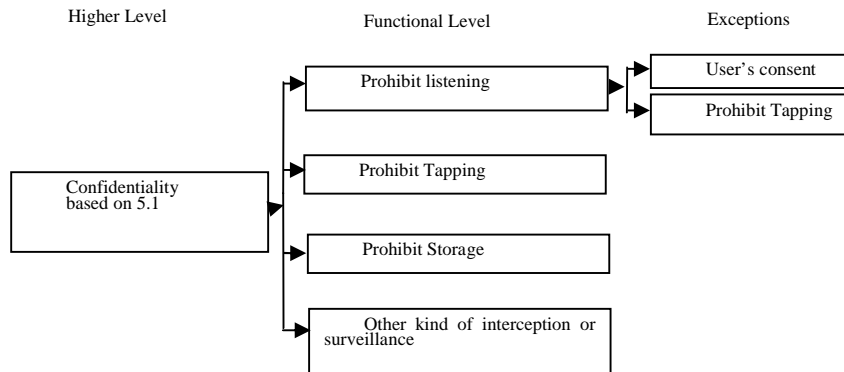 Higher Level
Functional Level
Exceptions
Prohibit listening
User's consent
Prohibit Tapping
Prohibit Tapping
Confidentiality
based on 5.1
Prohibit Storage
Other kind of interception or
surveillance